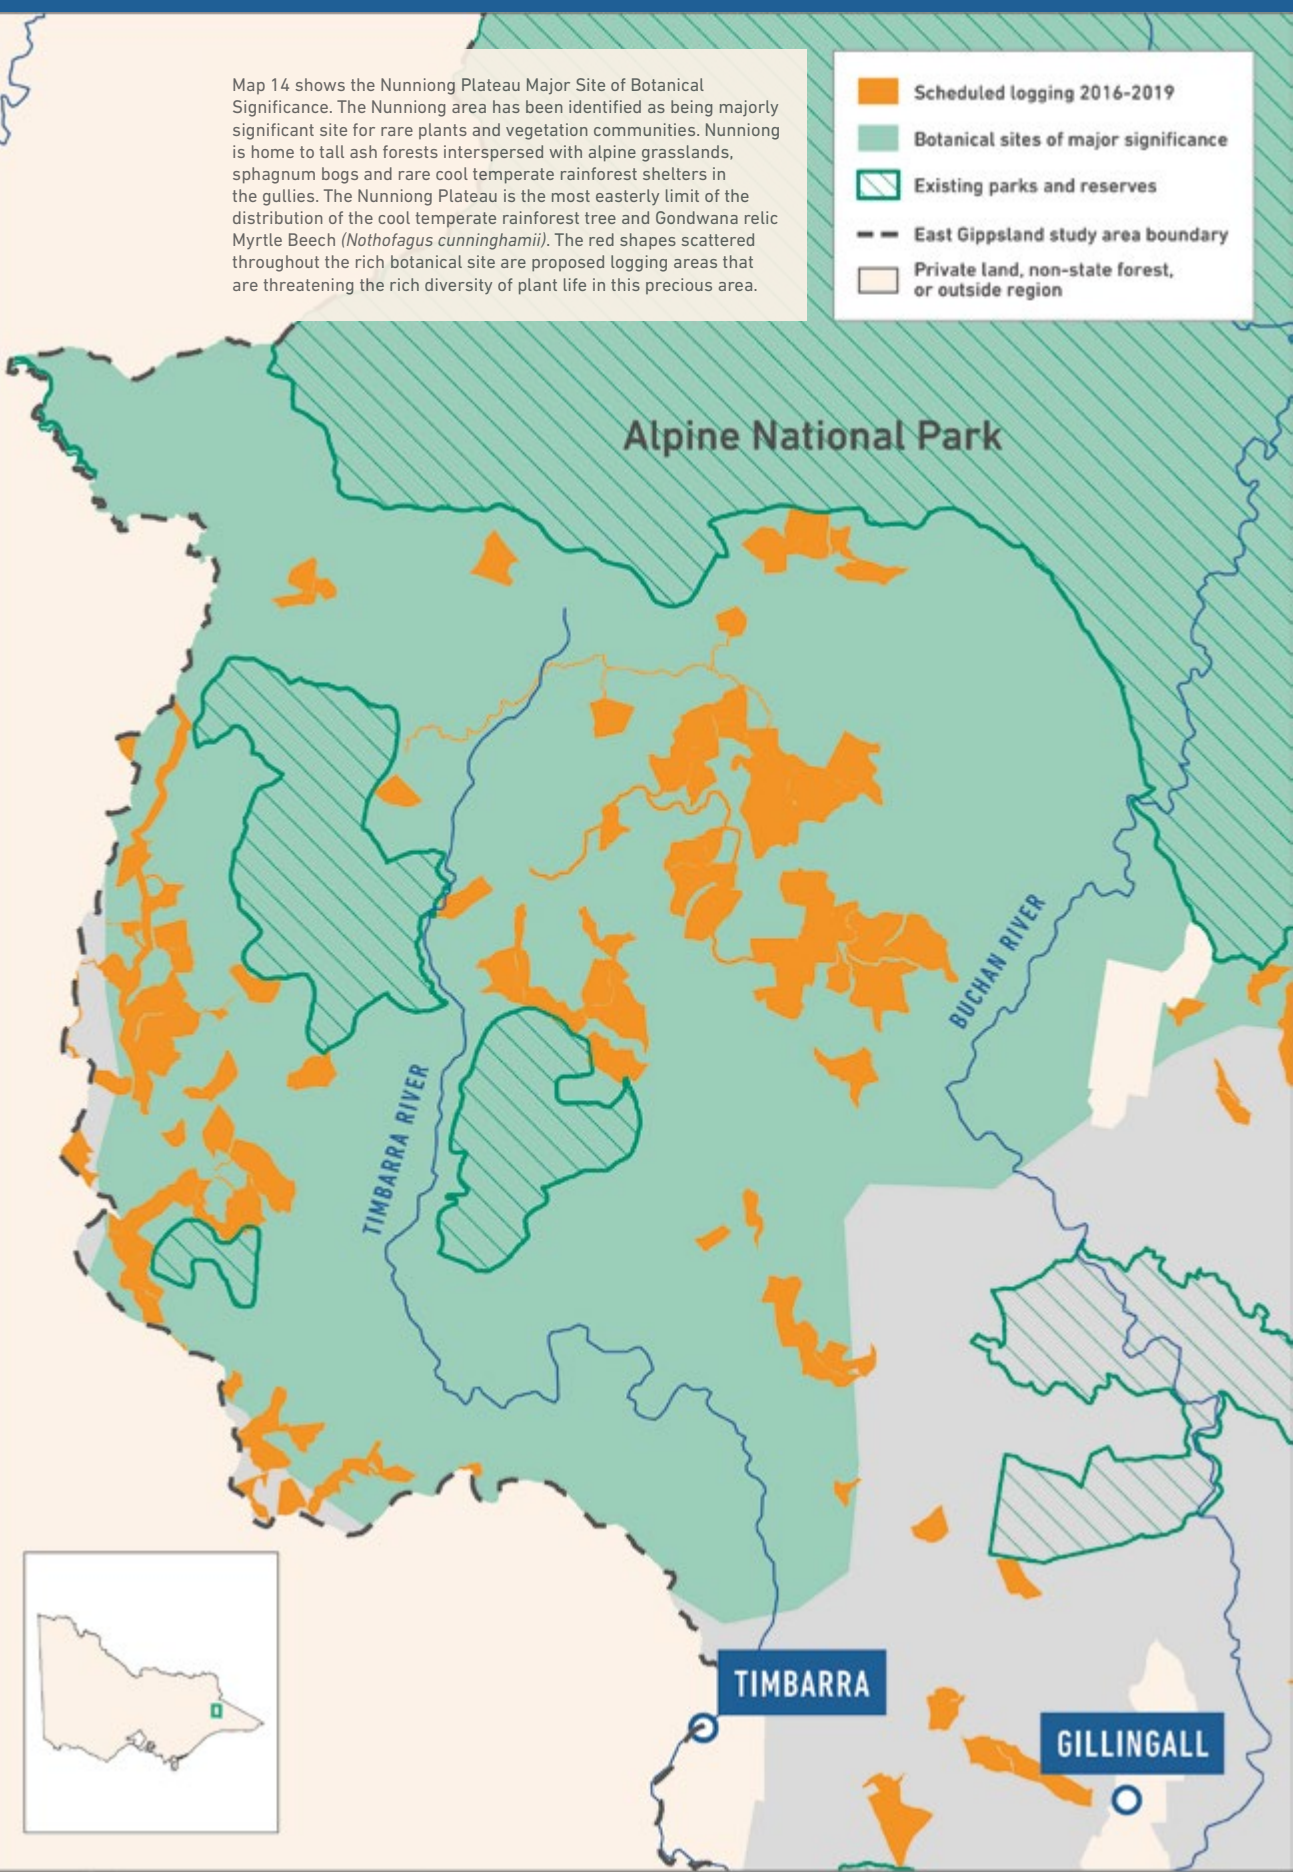 Map 14 shows the Nunniong Plateau Major Site of Botanical
Significance. The Nunniong area has been identified as being majorly
significant site for rare plants and vegetation communities. Nunniong
is home to tall ash forests interspersed with alpine grasslands,
sphagnum bogs and rare cool temperate rainforest shelters in
the gullies. The Nunniong Plateau is the most easterly limit of the
distribution of the cool temperate rainforest tree and Gondwana relic
Myrtle Beech (Nothofagus cunninghamii). The red shapes scattered
throughout the rich botanical site are proposed logging areas that
are threatening the rich diversity of plant life in this precious area.
Scheduled logging 2016-2019
Botanical sites of major significance
Existing parks and reserves
East Gippsland study area boundary
Private land, non-state forest,
or outside region
Alpine National Park
BUCHAN RIVER
TIMBARRA RIVER
TIMBARRA
GILLINGALL